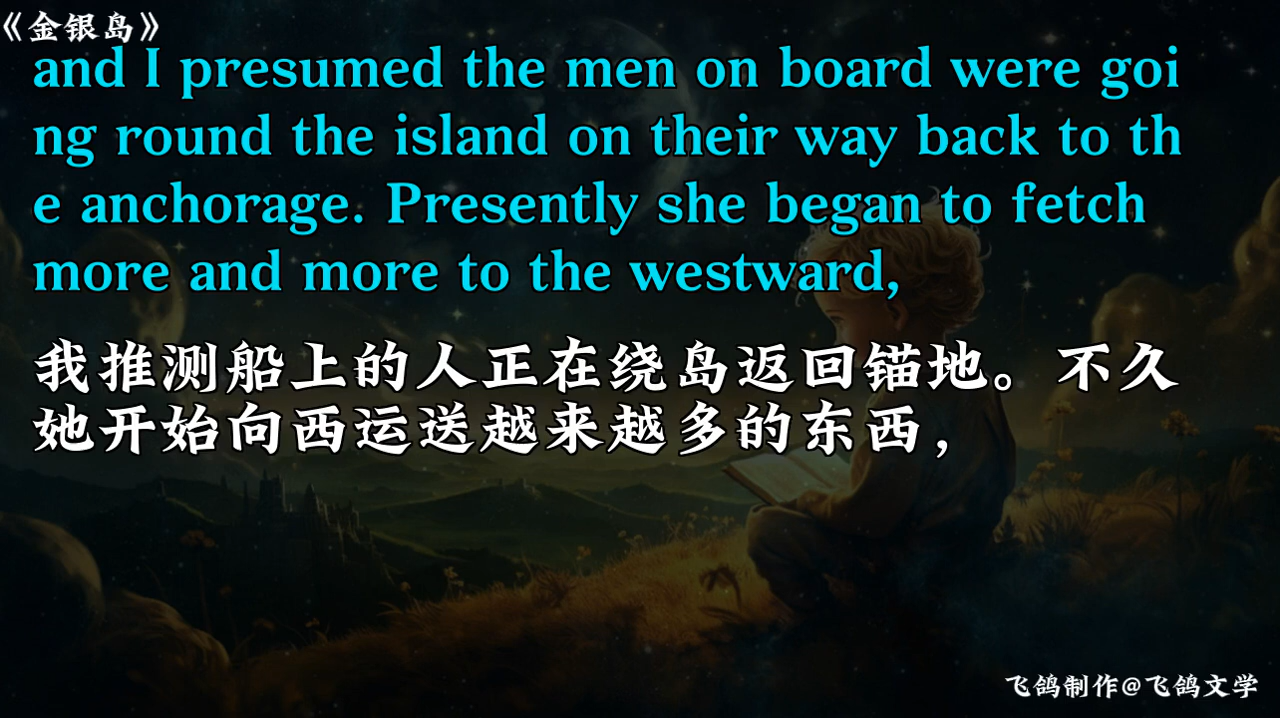 《金银岛》
and I presumed the men on board were goi
ng round the island on their way back to th
e anchorage. Presently she began to fetch
more and more to the westward,
我推测船上的人正在绕岛返回锚地。不久
她开始向西运送越来越多的东西，
飞鸽制作@飞鸽文学